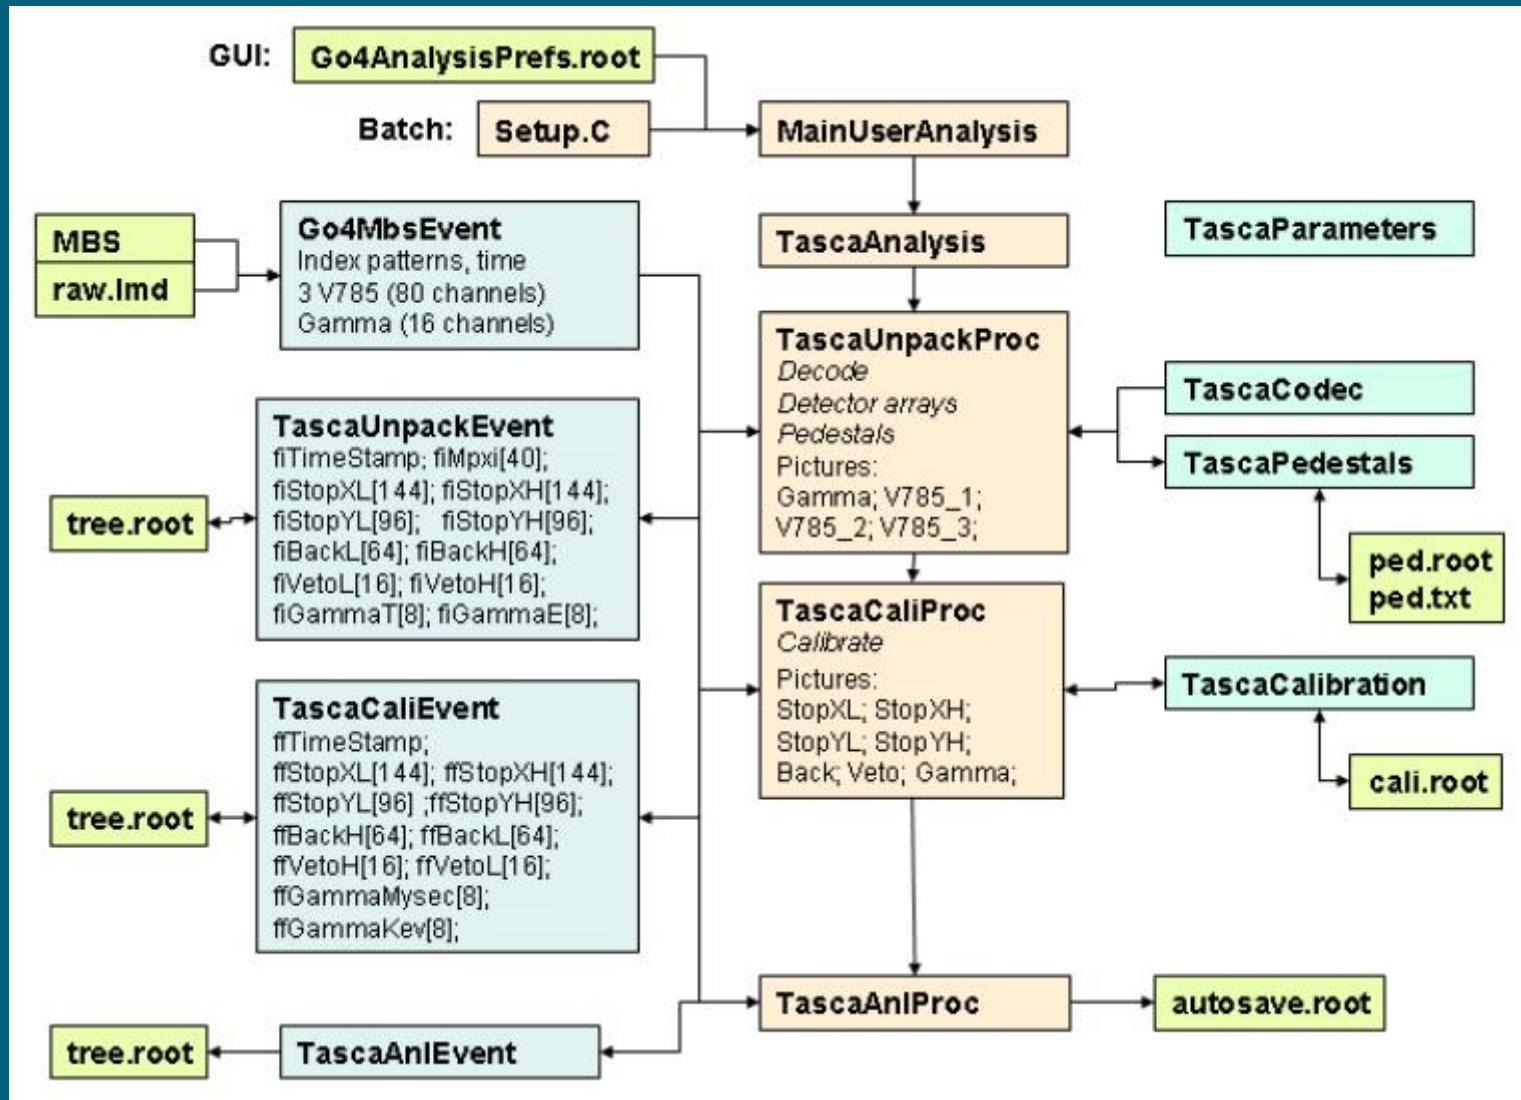 GUI: Go4AnalysisPrefs.root
Batch: Setup.C
MainUserAnalysis
MBS
raw.lmd
Go4MbsEvent
Index patterns, time
3 V785 (80 channels)
Gamma (16 channels)
TascaAnalysis
TascaParameters
TascaUnpackProc
Decode
Detector arrays
Pedestals
Pictures:
Gamma; V785_1;
V785_2; V785_3;
TascaCodec
TascaPedestals
ped.root
ped.txt
tree.root
TascaUnpackEvent
fiTimeStamp; fiMpxi[40];
fiStopXL[144]; fiStopXH[144];
fiStopYL[96]; fiStopYH[96];
fiBackL[64]; fiBackH[64];
fiVetoL[16]; fiVetoH[16];
fiGammaT[8]; fiGammaE[8];
TascaCaliProc
Calibrate
Pictures:
StopXL; StopXH;
StopYL; StopYH;
Back; Veto; Gamma;
TascaCalibration
cali.root
tree.root
TascaCaliEvent
ffTimeStamp;
ffStopXL[144]; ffStopXH[144];
ffStopYL[96] ;ffStopYH[96];
ffBackH[64]; ffBackL[64];
ffVetoH[16]; ffVetoL[16];
ffGammaMysec[8];
ffGammaKev[8];
TascaAnlProc
autosave.root
tree.root
TascaAnlEvent